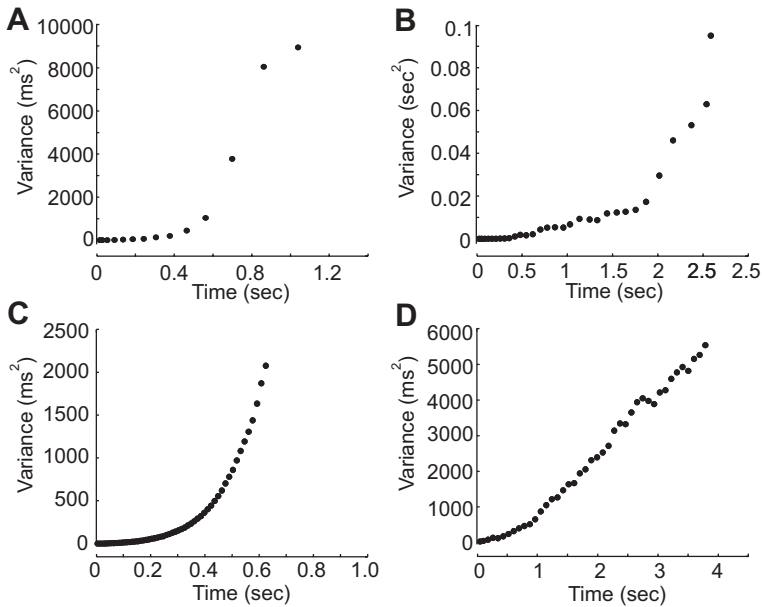 A
10000
8000
6000
4000
2000
0
Variance (ms²)
0 0.4 0.8 1.2
Time (sec)
B
0.1
0.08
0.06
0.04
0.02
0
Variance (sec²)
0 0.5 1 1.5 2 2.5 2.5
Time (sec)
C
2500
2000
1500
1000
500
0
Variance (ms²)
0 0.2 0.4 0.6 0.8 1.0
Time (sec)
D
6000
5000
4000
3000
2000
1000
0
Variance (ms²)
0 1 2 3 4
Time (sec)